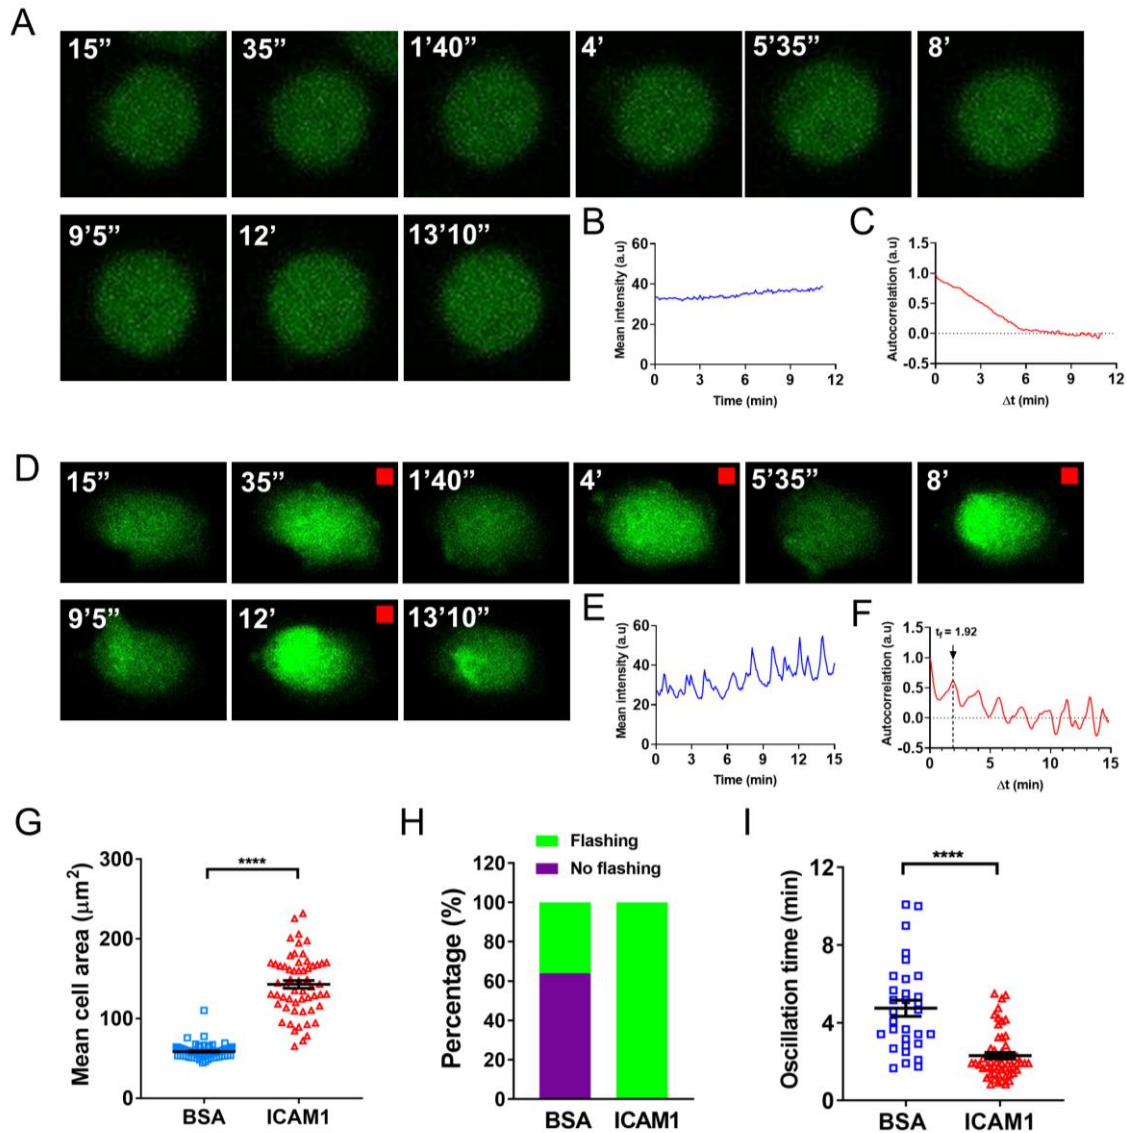 A
15” 35” 1’40” 4’ 5’35” 8’
9’5” 12’ 13’10”
B
Mean intensity (a.u)
60
40
20
0
0 3 6 9 12
Time (min)
C
Autocorrelation (a.u)
1.5
1.0
0.5
0.0
-0.5
0 3 6 9 12
Δt (min)
D
15” 35” 1’40” 4’ 5’35” 8’
9’5” 12’ 13’10”
E
Mean intensity (a.u)
60
40
20
0
0 3 6 9 12 15
Time (min)
F
Autocorrelation (a.u)
1.5
1.0
0.5
0.0
-0.5
tf = 1.92
0 5 10 15
Δt (min)
G
Mean cell area (μm2)
300
200
100
0
****
BSA ICAM1
H
Flashing
No flashing
Percentage (%)
120
100
80
60
40
20
0
BSA ICAM1
I
Oscillation time (min)
12
8
4
0
****
BSA ICAM1